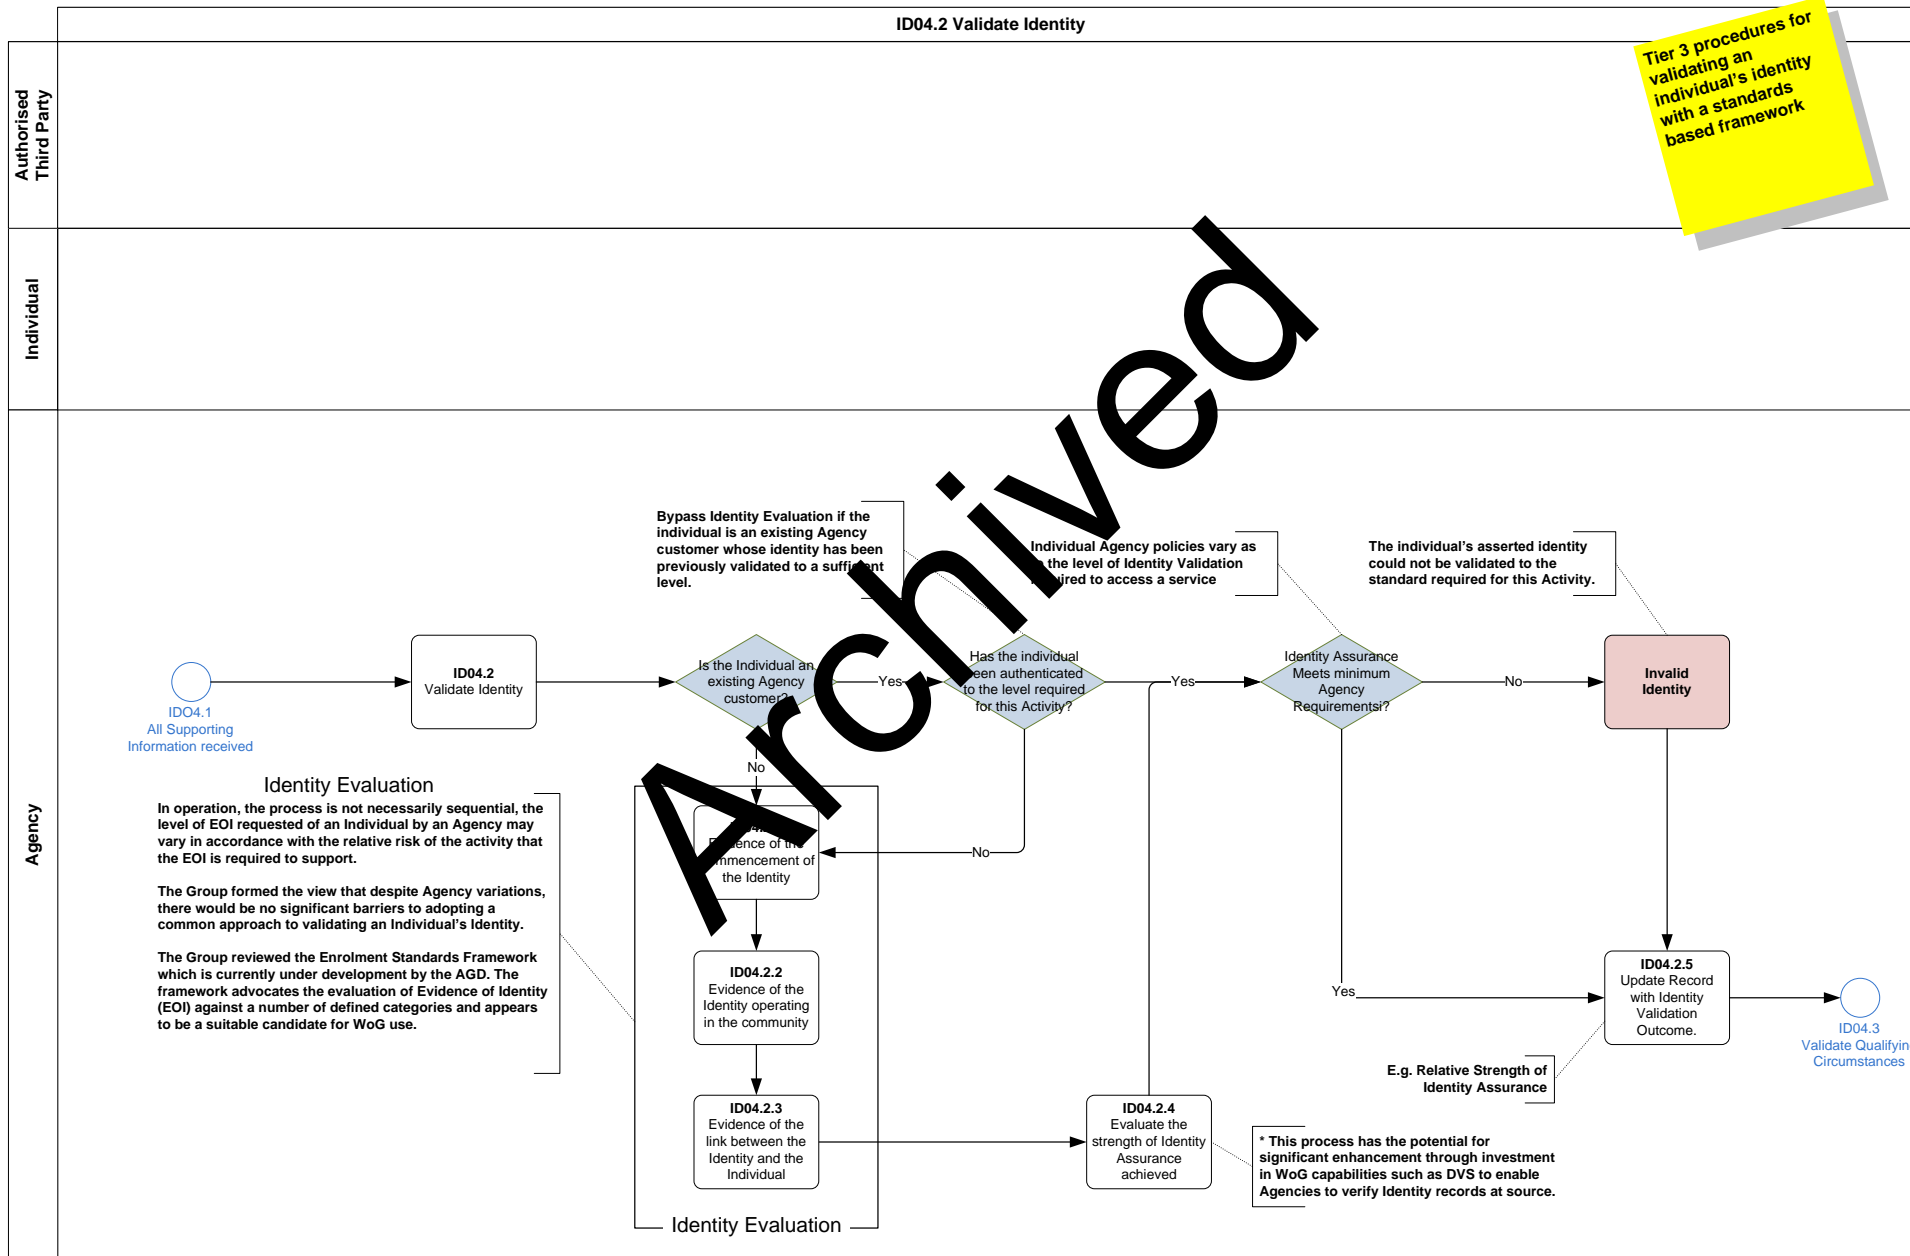 ID04.2 Validate Identity
Tier 3 procedures for
validating an
individual's identity
with a standards
based framework
Authorised
Third Party
Individual
Agency
Archived
Bypass Identity Evaluation if the
individual is an existing Agency
customer whose identity has been
previously validated to a sufficient
level.
Individual Agency policies vary as
the level of Identity Validation
required to access a service
The individual's asserted identity
could not be validated to the
standard required for this Activity.
IDO4.1
All Supporting
Information received
ID04.2
Validate Identity
Is the Individual an
existing Agency
customer?
Yes
Has the individual
been authenticated
to the level required
for this Activity?
Yes
Identity Assurance
Meets minimum
Agency
Requirementsi?
No
Invalid
Identity
No
No
Identity Evaluation
In operation, the process is not necessarily sequential, the
level of EOI requested of an Individual by an Agency may
vary in accordance with the relative risk of the activity that
the EOI is required to support.
The Group formed the view that despite Agency variations,
there would be no significant barriers to adopting a
common approach to validating an Individual's Identity.
The Group reviewed the Enrolment Standards Framework
which is currently under development by the AGD. The
framework advocates the evaluation of Evidence of Identity
(EOI) against a number of defined categories and appears
to be a suitable candidate for WoG use.
Evidence of the
commencement of
the Identity
ID04.2.2
Evidence of the
Identity operating
in the community
ID04.2.3
Evidence of the
link between the
Identity and the
Individual
Identity Evaluation
ID04.2.4
Evaluate the
strength of Identity
Assurance
achieved
* This process has the potential for
significant enhancement through investment
in WoG capabilities such as DVS to enable
Agencies to verify Identity records at source.
Yes
ID04.2.5
Update Record
with Identity
Validation
Outcome.
E.g. Relative Strength of
Identity Assurance
ID04.3
Validate Qualifyin
Circumstances